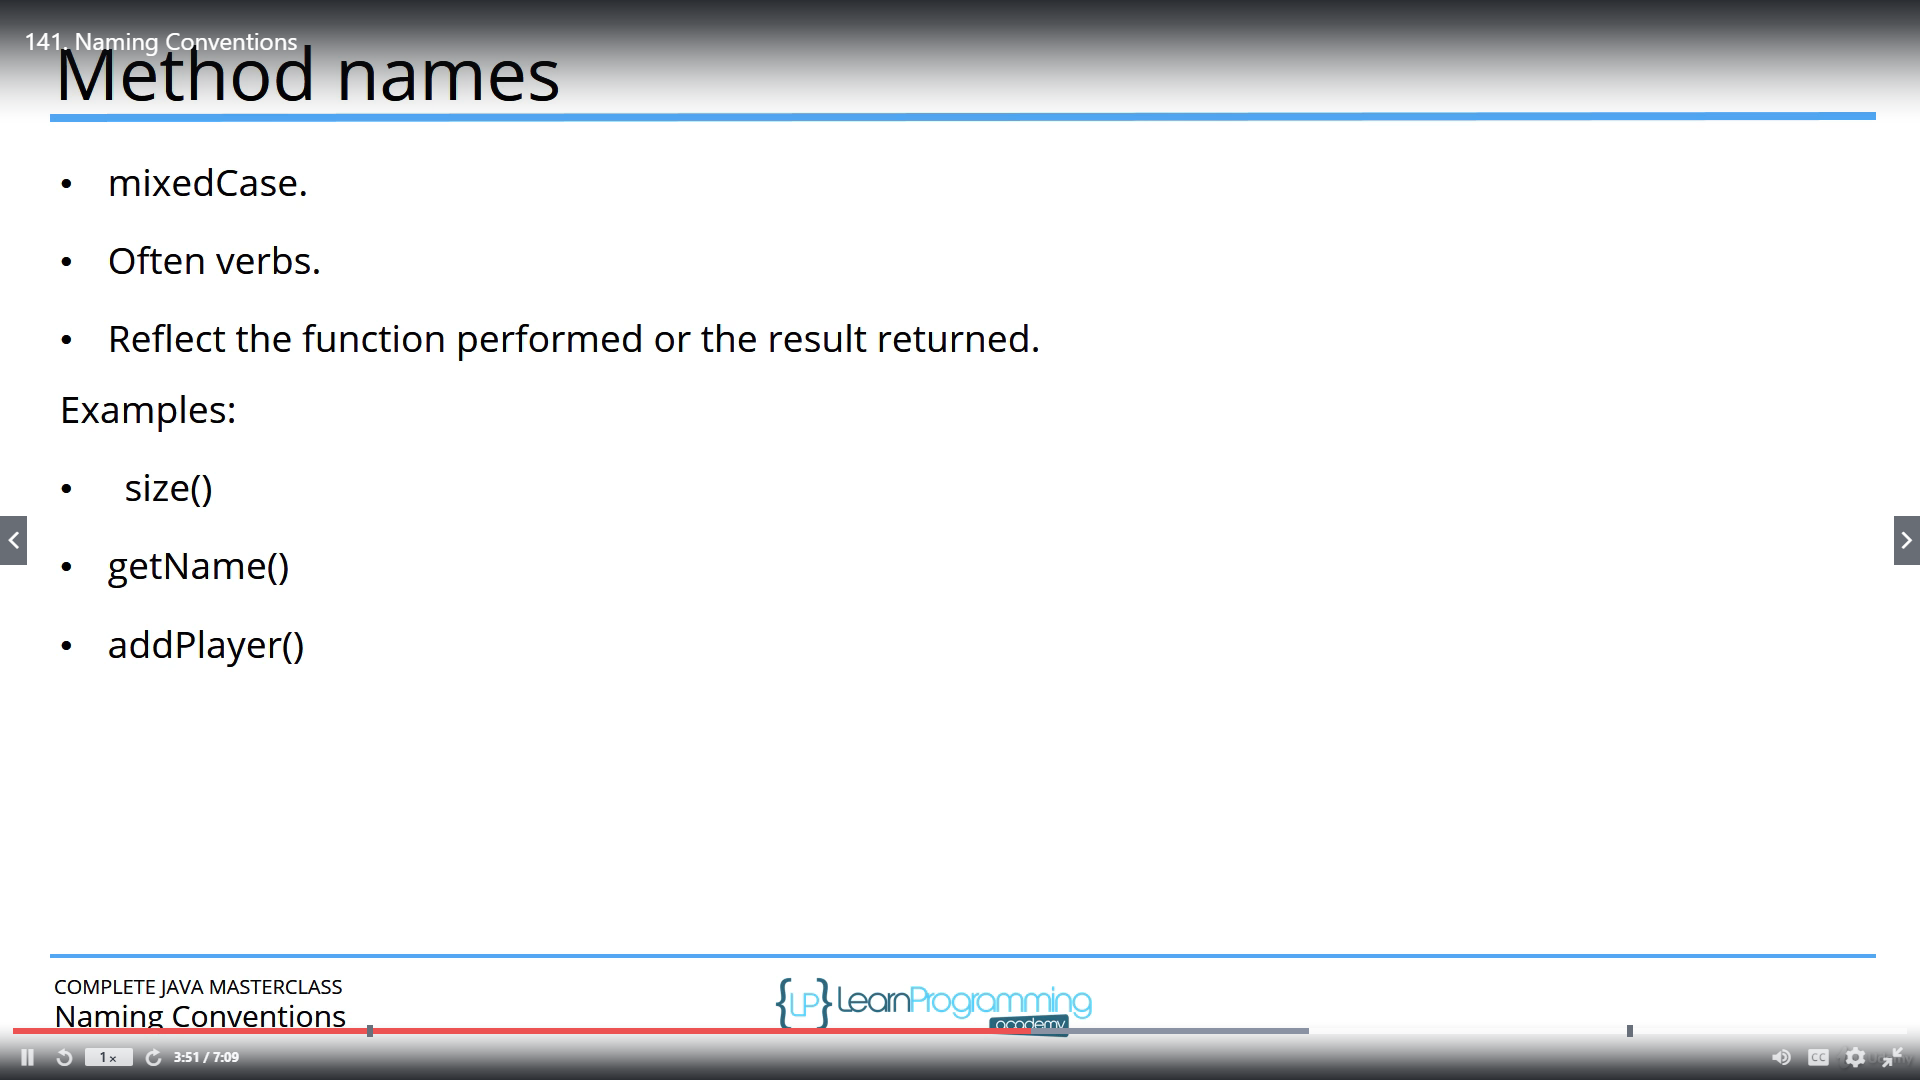 141. Naming Conventions
Method names
• mixedCase.
• Often verbs.
• Reflect the function performed or the result returned.
Examples:
• size()
• getName()
• addPlayer()
COMPLETE JAVA MASTERCLASS
Naming Conventions
{LP} LearnProgramming
academy
1x
3:51 / 7:09
CC